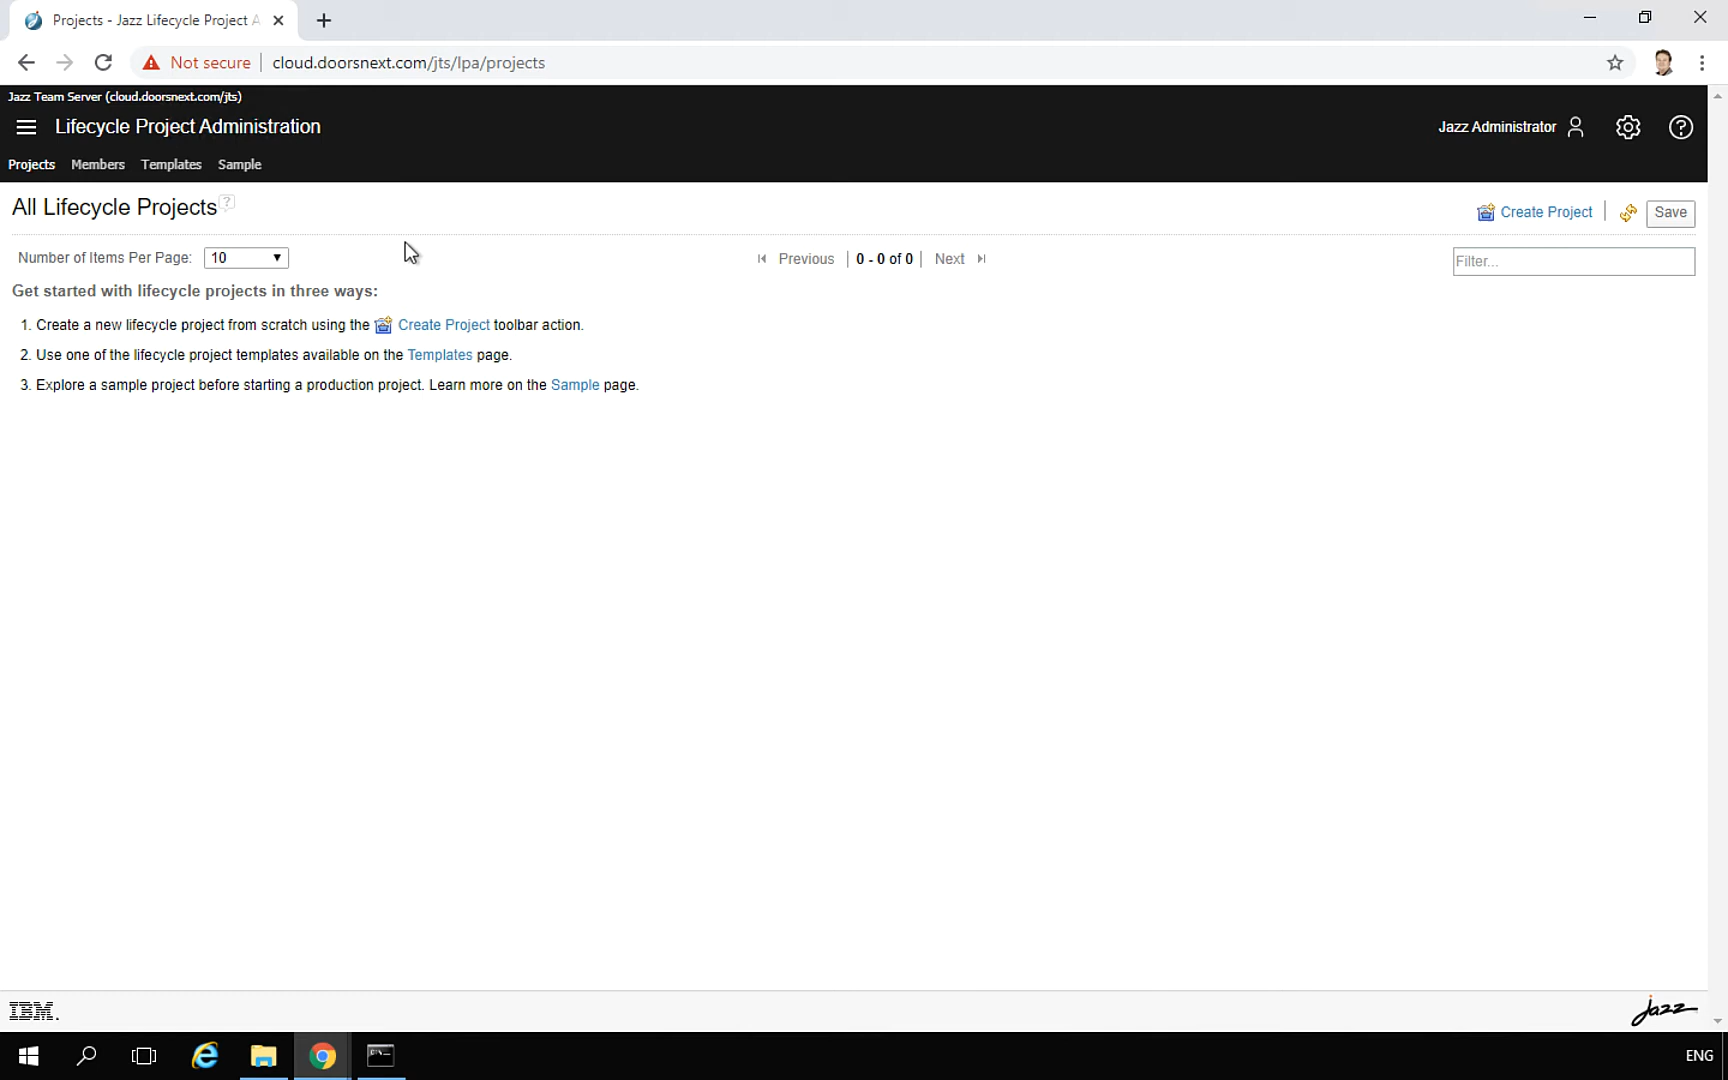 Projects - Jazz Lifecycle Project A
Not secure
cloud.doorsnext.com/jts/lpa/projects
Jazz Team Server (cloud.doorsnext.com/jts)
Lifecycle Project Administration
Jazz Administrator
Projects Members Templates Sample
All Lifecycle Projects ?
Create Project
Save
Number of Items Per Page: 10
Previous | 0 - 0 of 0 | Next
Filter...
Get started with lifecycle projects in three ways:
1. Create a new lifecycle project from scratch using the Create Project toolbar action.
2. Use one of the lifecycle project templates available on the Templates page.
3. Explore a sample project before starting a production project. Learn more on the Sample page.
IBM.
Jazz
ENG